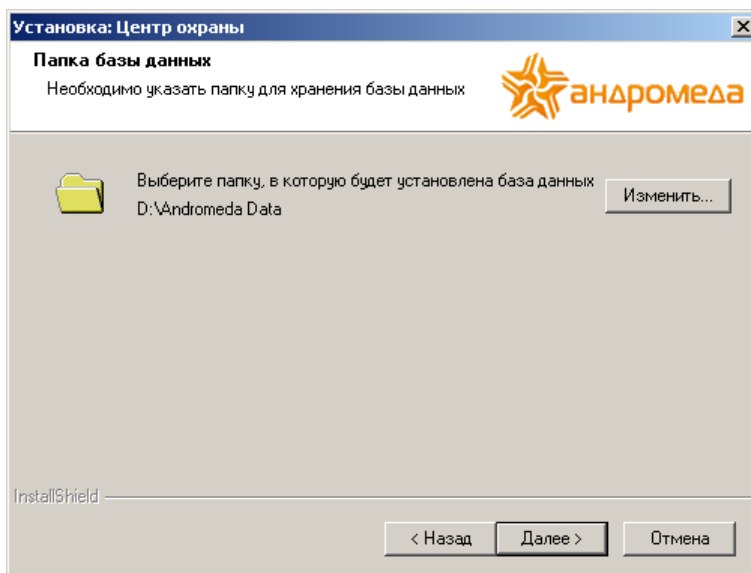 Установка: Центр охраны
Папка базы данных
Необходимо указать папку для хранения базы данных
андромеда
Выберите папку, в которую будет установлена база данных
D:\Andromeda Data
Изменить...
InstallShield
< Назад
Далее >
Отмена